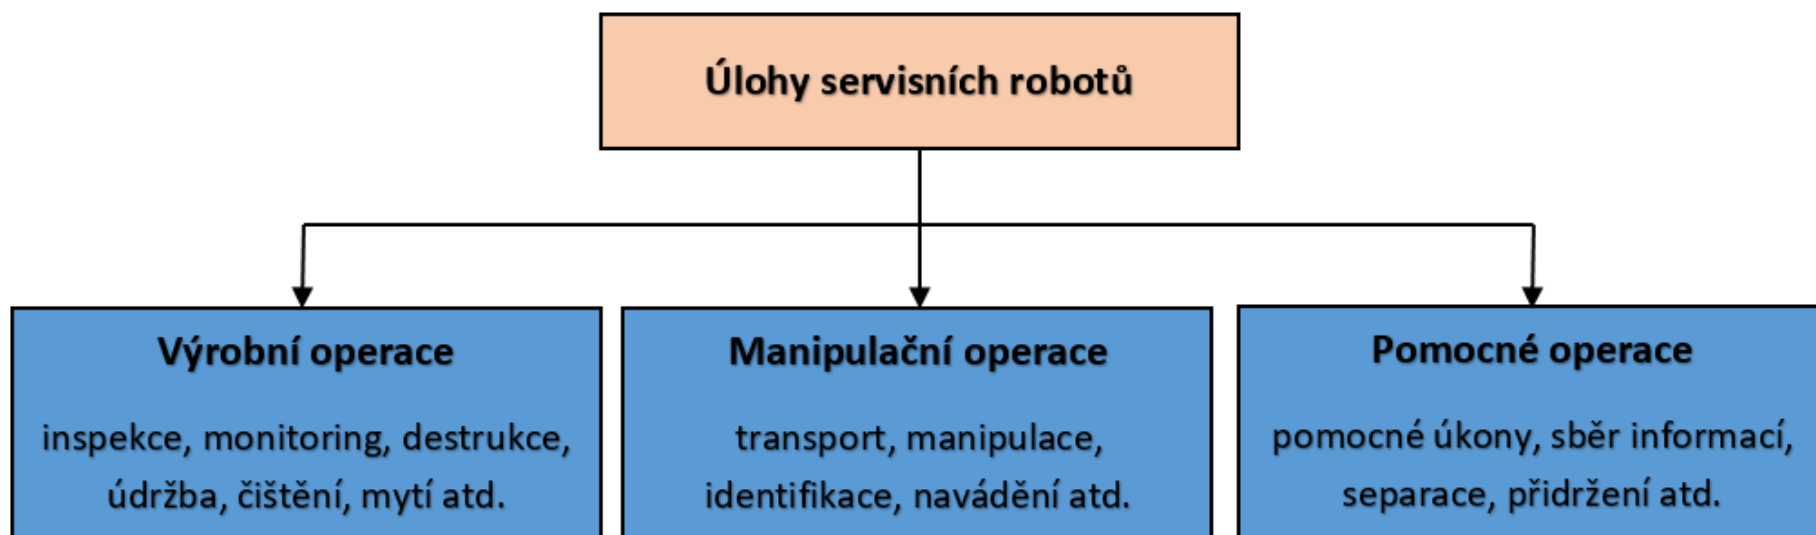 Úlohy servisních robotů
Výrobní operace
inspekce, monitoring, destrukce,
údržba, čištění, mytí atd.
Manipulační operace
transport, manipulace,
identifikace, navádění atd.
Pomocné operace
pomocné úkony, sběr informací,
separace, přidržení atd.